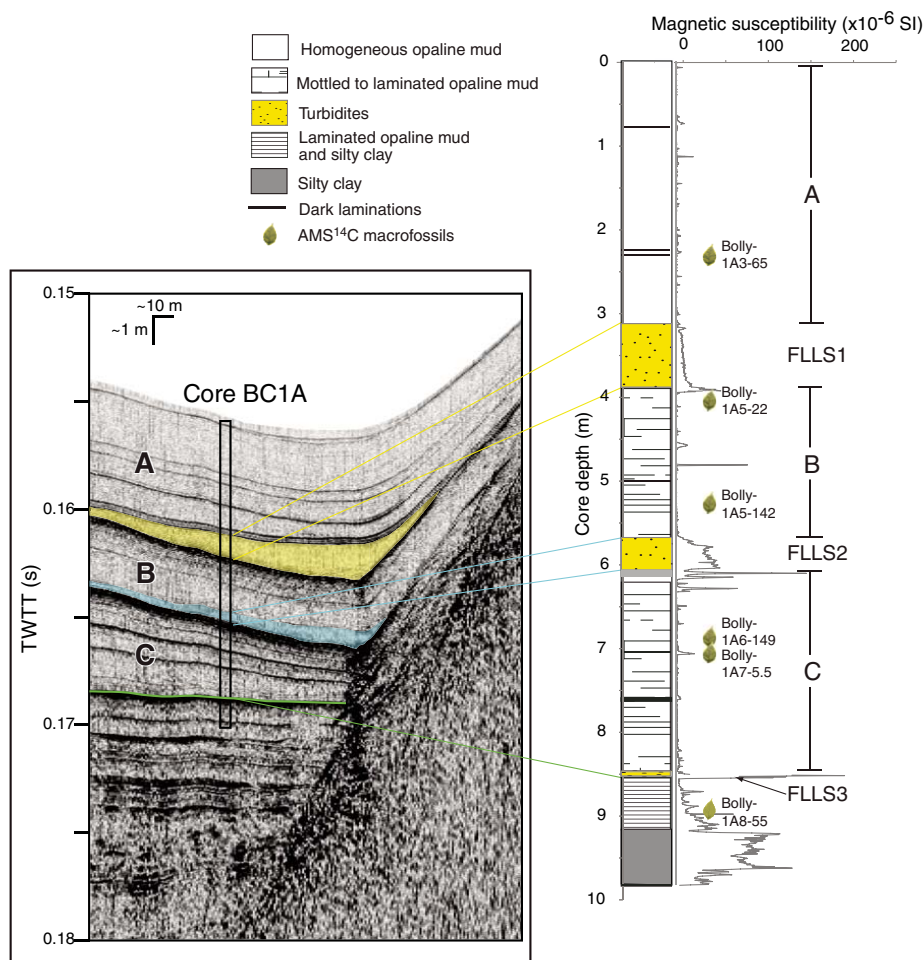 Magnetic susceptibility (x10⁻⁶ SI)
0
100
200
Homogeneous opaline mud
Mottled to laminated opaline mud
Turbidites
Laminated opaline mud
and silty clay
Silty clay
Dark laminations
AMS¹⁴C macrofossils
0
1
2
3
4
5
6
7
8
9
10
Core depth (m)
A
Bolly-
1A3-65
FLLS1
Bolly-
1A5-22
B
Bolly-
1A5-142
FLLS2
Bolly-
1A6-149
Bolly-
1A7-5.5
C
FLLS3
Bolly-
1A8-55
0.15
0.16
0.17
0.18
TWTT (s)
~10 m
~1 m
Core BC1A
A
B
C